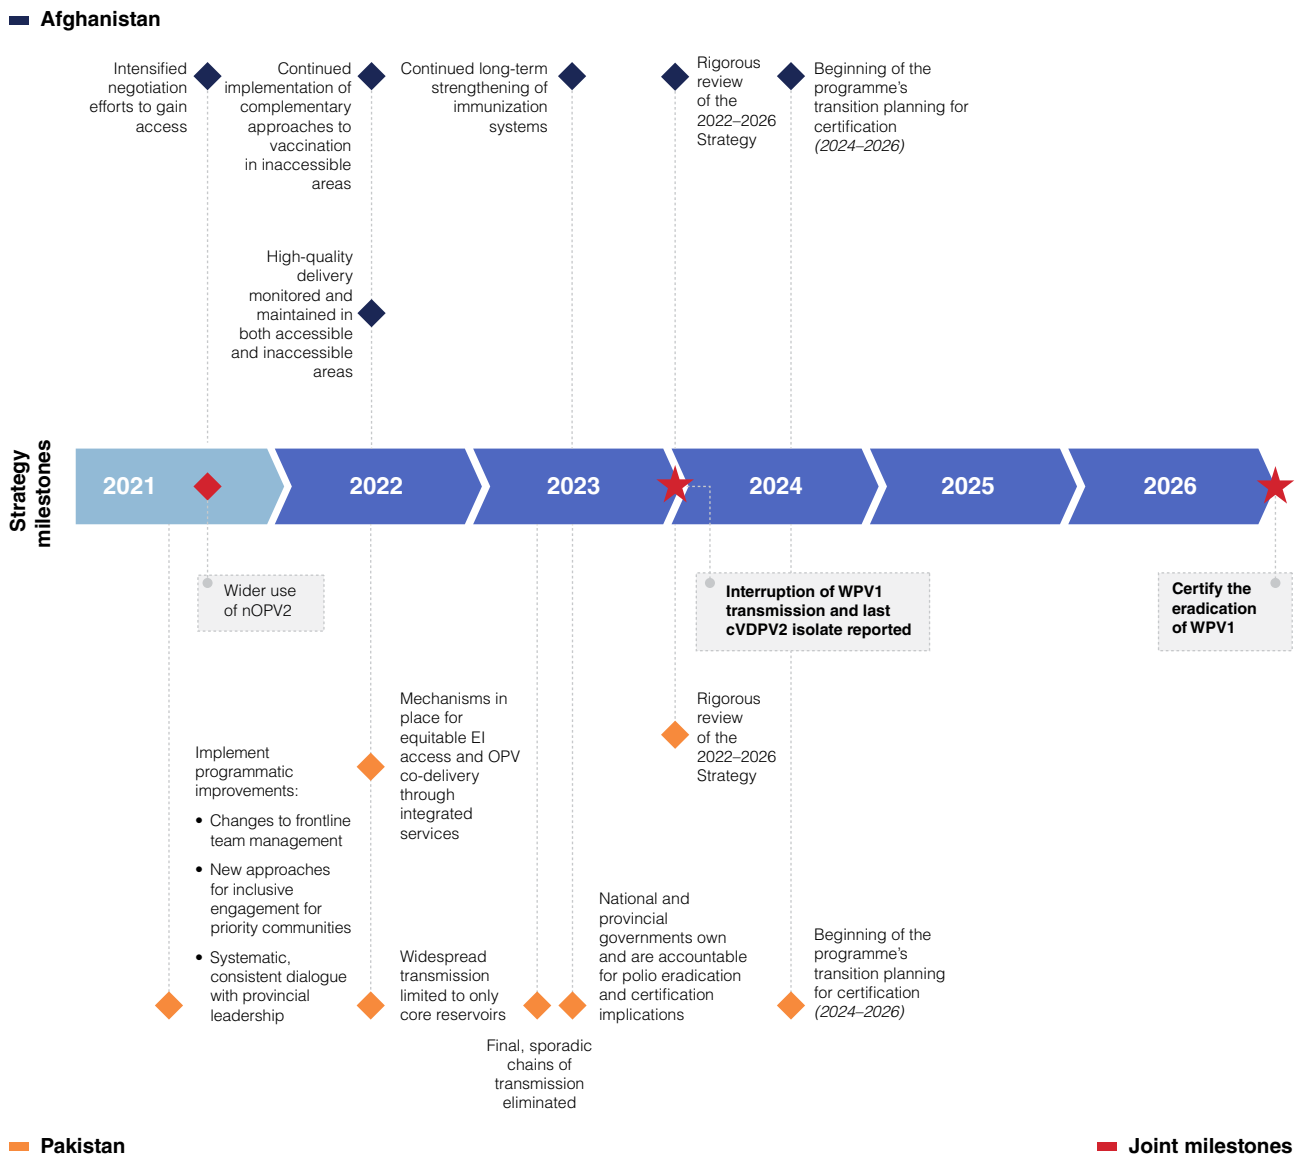 Afghanistan
Intensified
negotiation
efforts to gain
access
Continued
implementation of
complementary
approaches to
vaccination
in inaccessible
areas
Continued long-term
strengthening of
immunization
systems
Rigorous
review
of the
2022–2026
Strategy
Beginning of the
programme’s
transition planning for
certification
(2024–2026)
High-quality
delivery
monitored and
maintained in
both accessible
and inaccessible
areas
Strategy
milestones
2021
2022
2023
2024
2025
2026
Wider use
of nOPV2
Interruption of WPV1
transmission and last
cVDPV2 isolate reported
Certify the
eradication
of WPV1
Implement
programmatic
improvements:
• Changes to frontline
team management
• New approaches
for inclusive
engagement for
priority communities
• Systematic,
consistent dialogue
with provincial
leadership
Mechanisms in
place for
equitable EI
access and OPV
co-delivery
through
integrated
services
Widespread
transmission
limited to only
core reservoirs
Final, sporadic
chains of
transmission
eliminated
National and
provincial
governments own
and are accountable
for polio eradication
and certification
implications
Rigorous
review
of the
2022–2026
Strategy
Beginning of the
programme’s
transition planning
for certification
(2024–2026)
Pakistan
Joint milestones